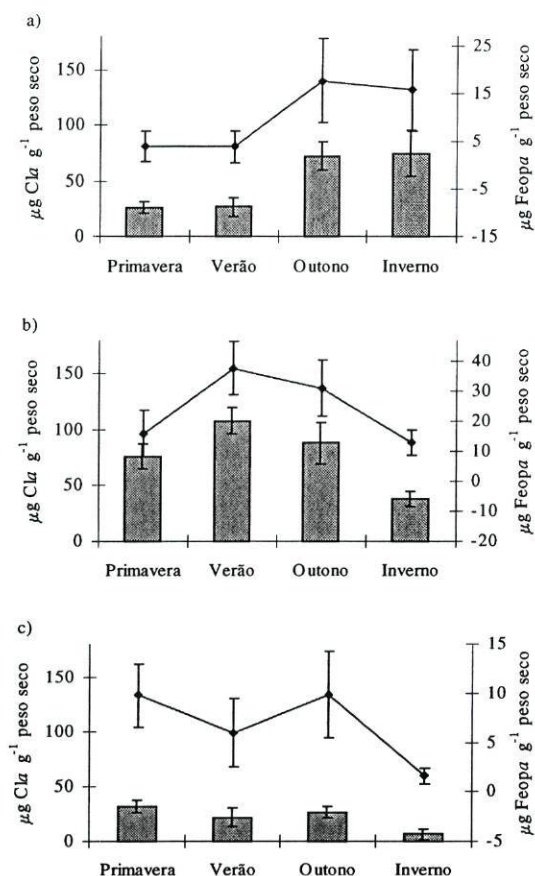 a)
µg Cla g⁻¹ peso seco
150
100
50
0
25
15
5
-5
-15
µg Feopa g⁻¹ peso seco
Primavera Verão Outono Inverno
b)
µg Cla g⁻¹ peso seco
150
100
50
0
40
30
20
10
0
-10
-20
µg Feopa g⁻¹ peso seco
Primavera Verão Outono Inverno
c)
µg Cla g⁻¹ peso seco
150
100
50
0
15
10
5
0
-5
µg Feopa g⁻¹ peso seco
Primavera Verão Outono Inverno